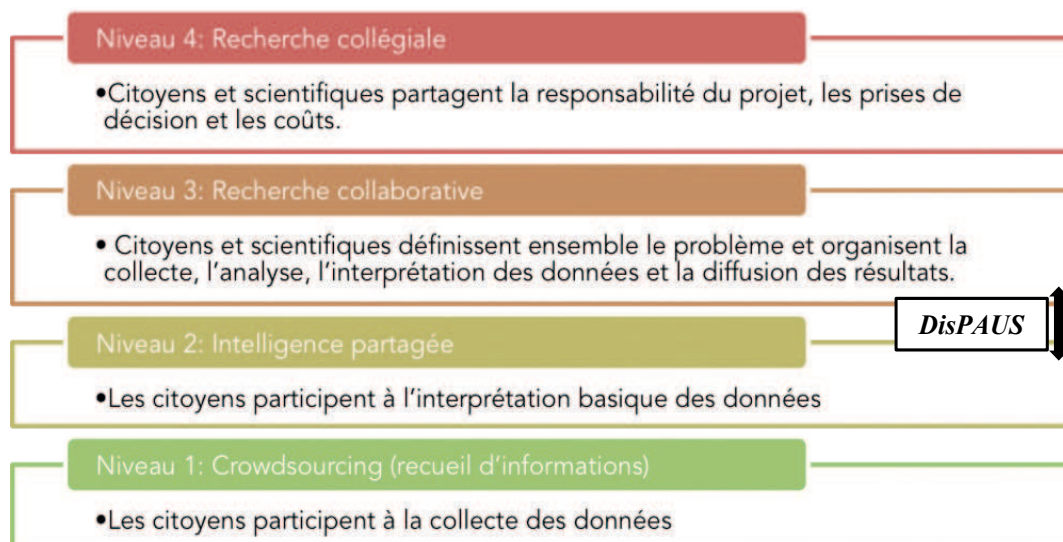 Niveau 4: Recherche collégiale
•Citoyens et scientifiques partagent la responsabilité du projet, les prises de
décision et les coûts.
Niveau 3: Recherche collaborative
• Citoyens et scientifiques définissent ensemble le problème et organisent la
collecte, l'analyse, l'interprétation des données et la diffusion des résultats.
DisPAUS
Niveau 2: Intelligence partagée
•Les citoyens participent à l'interprétation basique des données
Niveau 1: Crowdsourcing (recueil d'informations)
•Les citoyens participent à la collecte des données